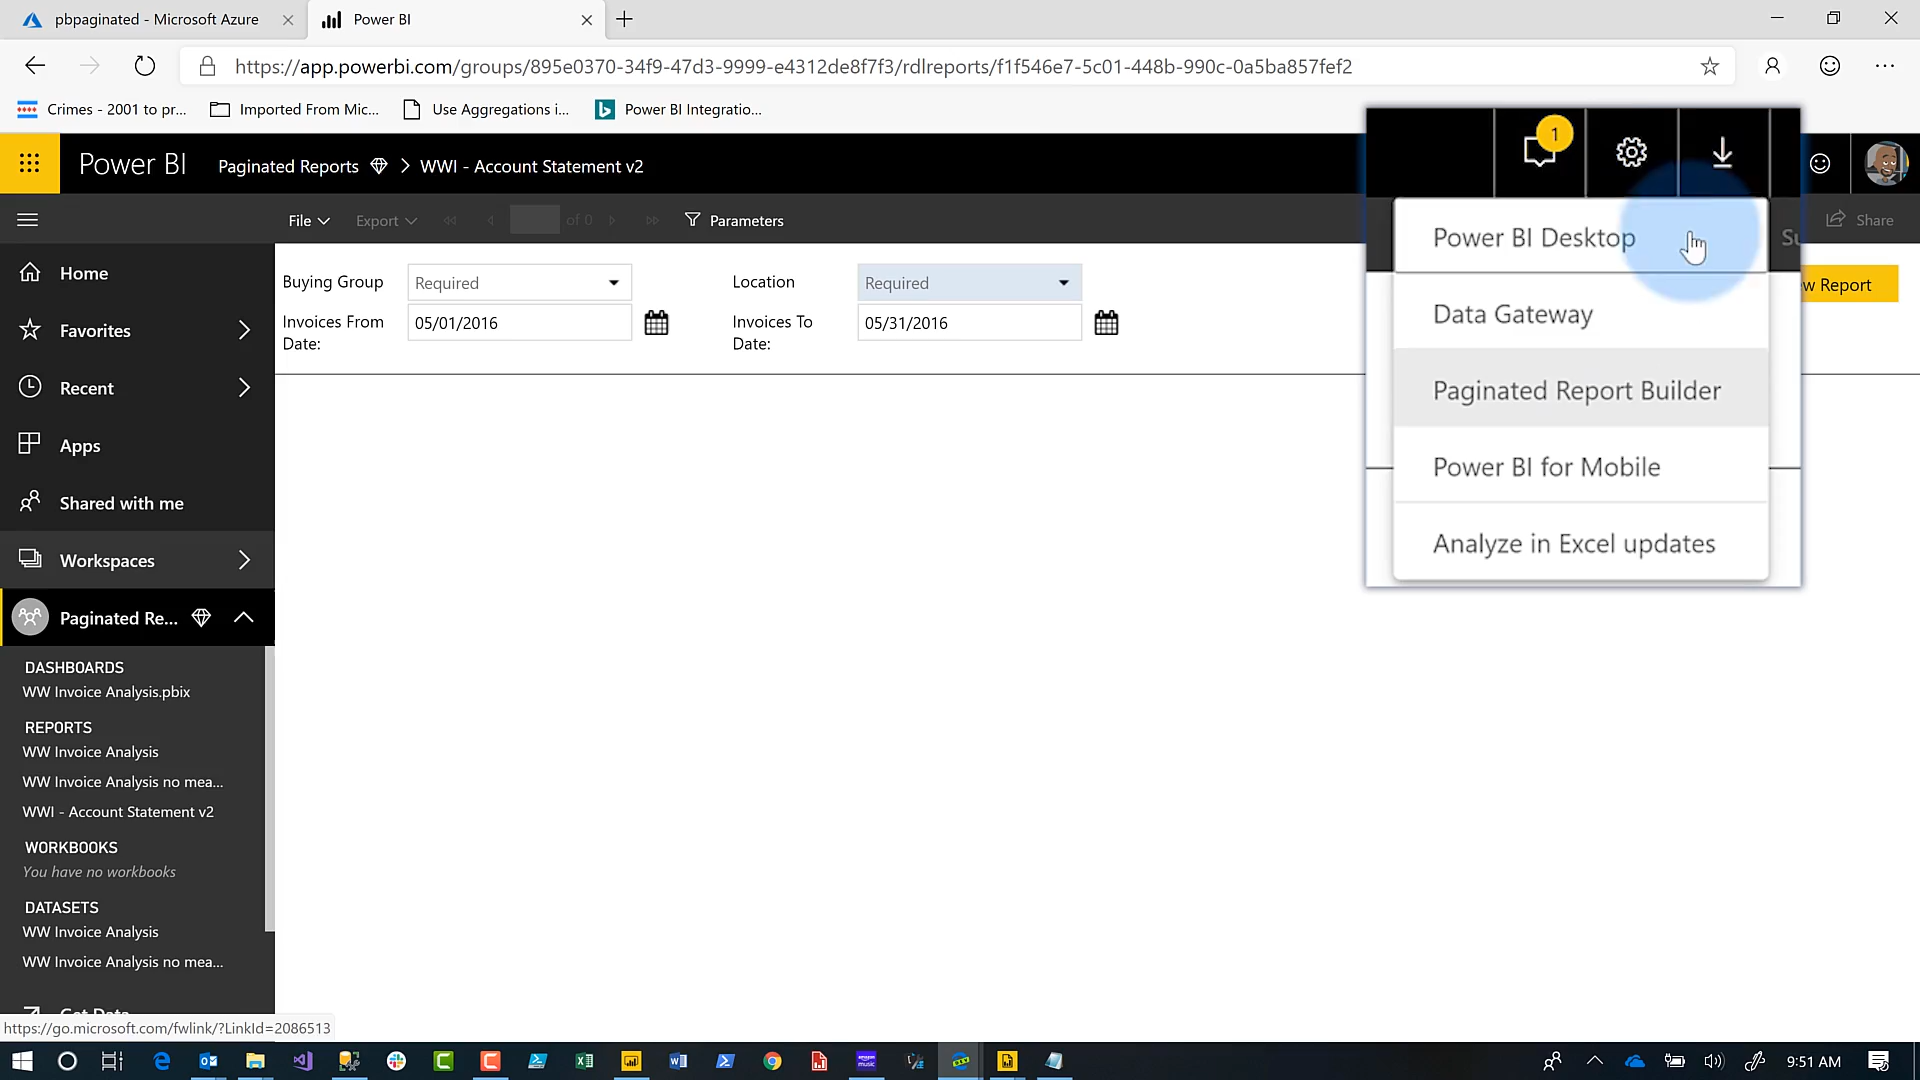 pbpaginated - Microsoft Azure
Power BI
https://app.powerbi.com/groups/895e0370-34f9-47d3-9999-e4312de8f7f3/rdlreports/f1f546e7-5c01-448b-990c-0a5ba857fef2
Crimes - 2001 to pr...
Imported From Mic...
Use Aggregations i...
Power BI Integratio...
Power BI
Paginated Reports
WWI - Account Statement v2
1
File
Export
of 0
Parameters
Share
Home
Favorites
Recent
Apps
Shared with me
Workspaces
Paginated Re...
DASHBOARDS
WW Invoice Analysis.pbix
REPORTS
WW Invoice Analysis
WW Invoice Analysis no mea...
WWI - Account Statement v2
WORKBOOKS
You have no workbooks
DATASETS
WW Invoice Analysis
WW Invoice Analysis no mea...
Get Data
https://go.microsoft.com/fwlink/?LinkId=2086513
Buying Group
Required
Location
Required
Invoices From
Date:
05/01/2016
Invoices To
Date:
05/31/2016
w Report
Power BI Desktop
Data Gateway
Paginated Report Builder
Power BI for Mobile
Analyze in Excel updates
9:51 AM